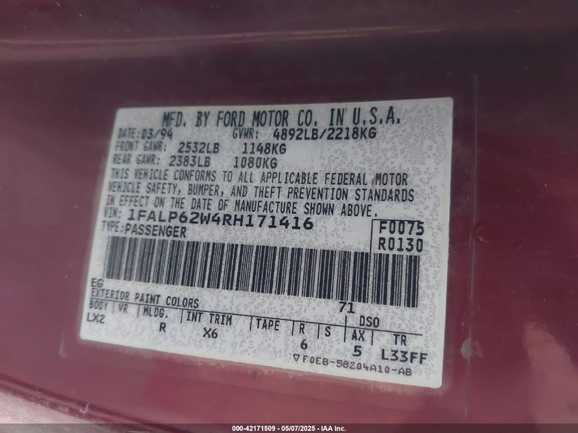 MFD. BY FORD MOTOR CO. IN U.S.A.
DATE: 03/94 GVWR: 4892LB/2218KG
FRONT GAWR: 2532LB 1148KG
REAR GAWR: 2383LB 1080KG
THIS VEHICLE CONFORMS TO ALL APPLICABLE FEDERAL MOTOR
VEHICLE SAFETY, BUMPER, AND THEFT PREVENTION STANDARDS
IN EFFECT ON THE DATE OF MANUFACTURE SHOWN ABOVE.
VIN: 1FALP62W4RH171416 F0075
TYPE: PASSENGER R0130
EG 71
EXTERIOR PAINT COLORS DSO
BODY VR MLDG. INT TRIM TAPE R S AX TR
LX2 R X6 6 5 L33FF
▽F0EB-58204A10-AB
000-42171509 - 05/07/2025 - IAA Inc.